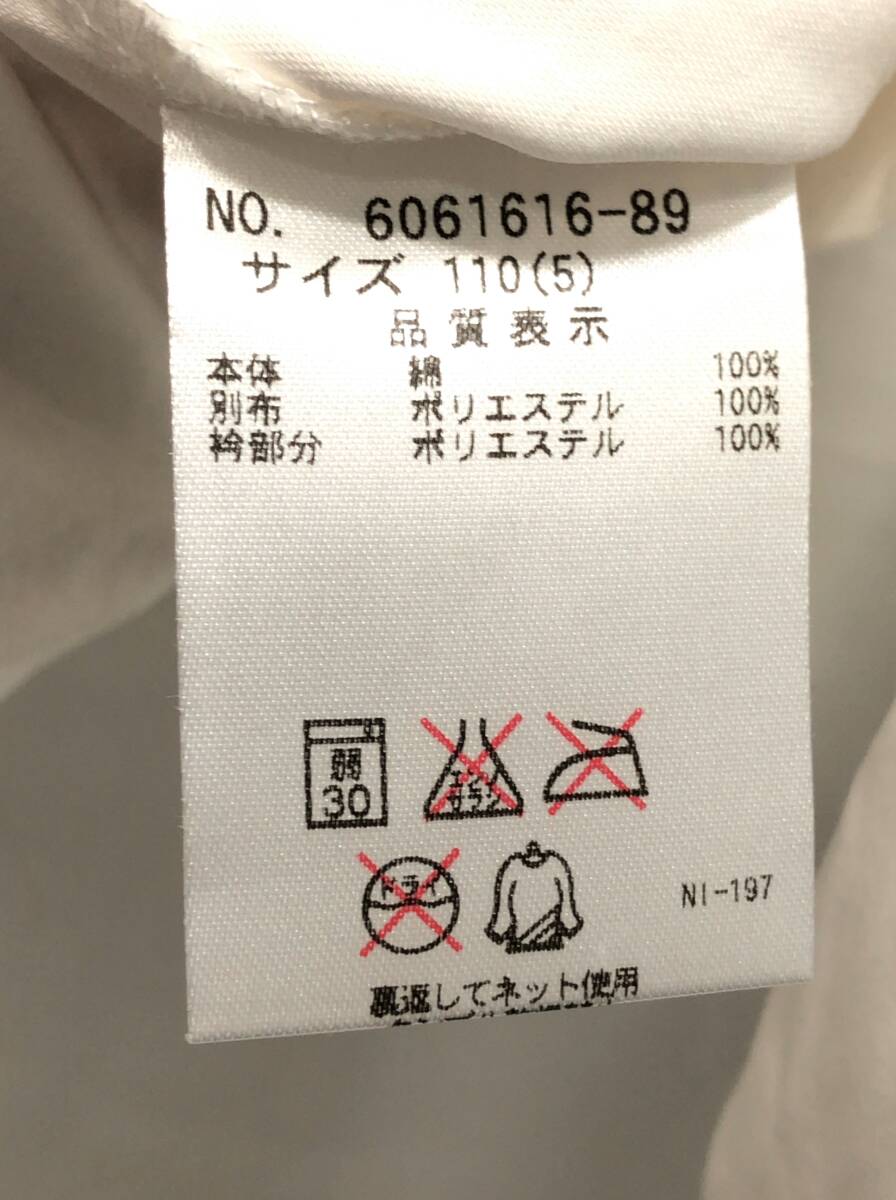 NO. 6061616-89
サイズ 110(5)
品質表示
本体 綿 100%
別布 ポリエステル 100%
衿部分 ポリエステル 100%
弱
30
エンソ
サラシ
ドライ
NI-197
裏返してネット使用